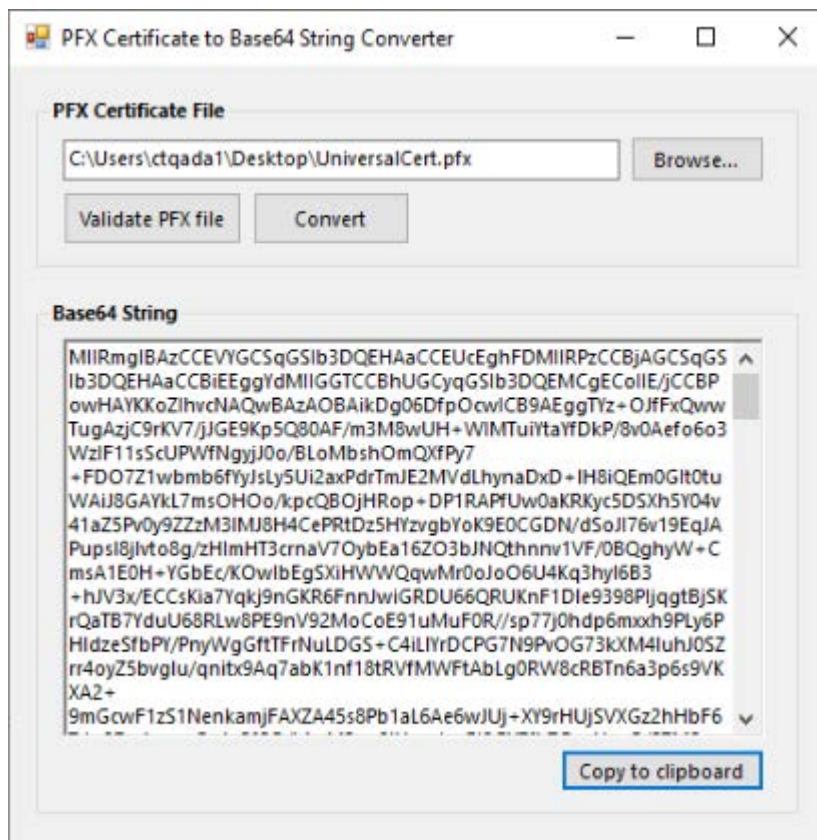 PFX Certificate to Base64 String Converter
PFX Certificate File
C:\Users\ctqada1\Desktop\UniversalCert.pfx
Browse...
Validate PFX file
Convert
Base64 String
MIIRmgIBAzCCEVYGCSqGSIb3DQEHAaCCEUcEghFDMIIRPzCCBjAGCSqGS
Ib3DQEHAaCCBiEEggYdMIIGGTCCBhUGCyqGSIb3DQEMCgECoIIE/jCCBP
owHAYKKoZIhvcNAQwBAzAOBAikDg06DfpOcwICB9AEggTYz+OJfFxQww
TugAzjC9rKV7/jJGE9Kp5Q80AF/m3M8wUH+WIMTuiYtaYfDkP/8v0Aefo6o3
WzIF11sScUPWfNgyjJ0o/BLoMbshOmQXfPy7
+FDO7Z1wbmb6fYyJsLy5Ui2axPdrTmJE2MVdLhynaDxD+IH8iQEm0GIt0tu
WAiJ8GAYkL7msOHOo/kpcQBOjHRop+DP1RAPfUw0aKRKyc5DSXh5Y04v
41aZ5Pv0y9ZZzM3IMJ8H4CePRtDz5HYzvgbYoK9E0CGDN/dSoJI76v19EqJA
PupsI8jIvto8g/zHImHT3crnaV7OybEa16ZO3bJNQthnnv1VF/0BQghyW+C
msA1E0H+YGbEc/KOwIbEgSXiHWWQqwMr0oJoO6U4Kq3hyI6B3
+hJV3x/ECCsKia7Yqkj9nGKR6FnnJwiGRDU66QRUKnF1DIe9398PIjqgtBjSK
rQaTB7YduU68RLw8PE9nV92MoCoE91uMuF0R//sp77j0hdp6mxxh9PLy6P
HIdzeSfbPY/PnyWgGftTFrNuLDGS+C4iLIYrDCPG7N9PvOG73kXM4IuhJ0SZ
rr4oyZ5bvgIu/qnitx9Aq7abK1nf18tRVfMWFtAbLg0RW8cRBTn6a3p6s9VK
XA2+
9mGcwF1zS1NenkamjFAXZA45s8Pb1aL6Ae6wJUj+XY9rHUjSVXGz2hHbF6
Copy to clipboard